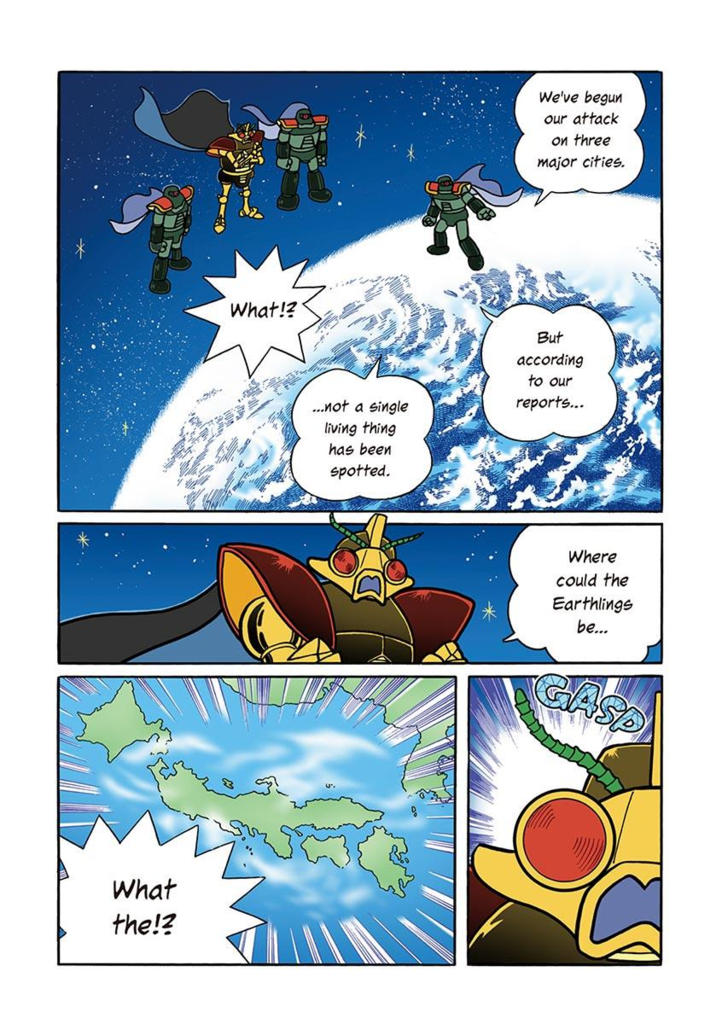 We've begun
our attack
on three
major cities.
What!?
But
according
to our
reports...
...not a single
living thing
has been
spotted.
Where
could the
Earthlings
be...
GASP
What
the!?